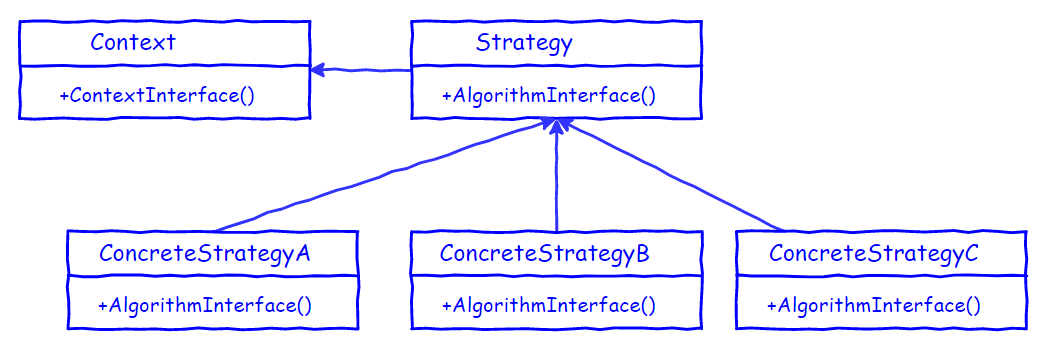 Context
+ContextInterface()
Strategy
+AlgorithmInterface()
ConcreteStrategyA
+AlgorithmInterface()
ConcreteStrategyB
+AlgorithmInterface()
ConcreteStrategyC
+AlgorithmInterface()